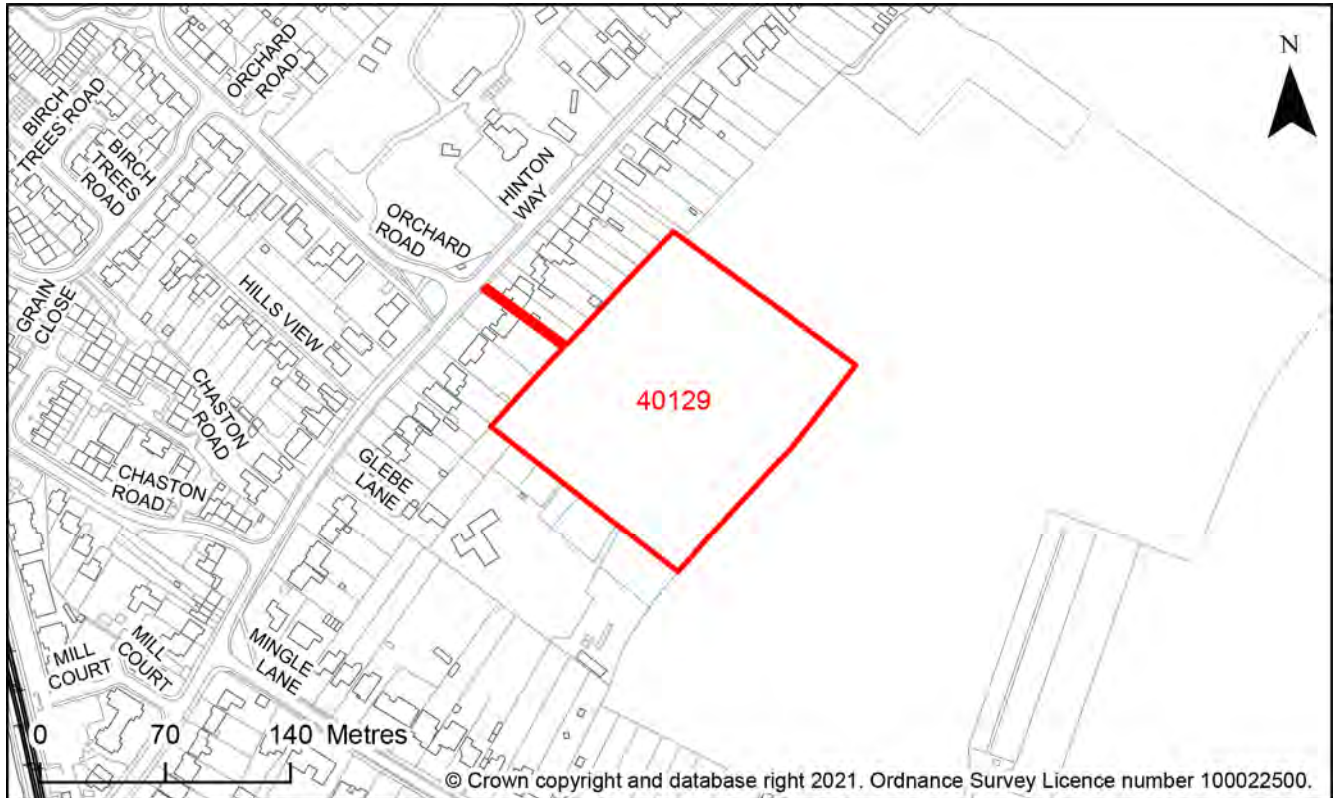 N
ORCHARD
ROAD
BIRCH
TREES ROAD
BIRCH
TREES
ROAD
HINTON
WAY
ORCHARD
ROAD
HILLS VIEW
GRAIN
CLOSE
CHASTON
ROAD
40129
GLEBE
LANE
CHASTON
ROAD
MINGLE
LANE
MILL
COURT
MILL
COURT
0 70 140 Metres
© Crown copyright and database right 2021. Ordnance Survey Licence number 100022500.